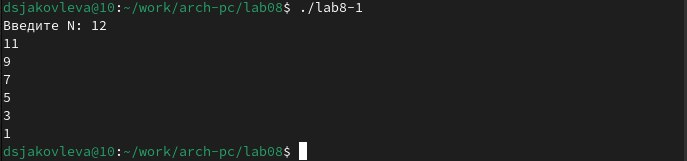 dsjakovleva@10:~/work/arch-pc/lab08$ ./lab8-1
Введите N: 12
11
9
7
5
3
1
dsjakovleva@10:~/work/arch-pc/lab08$